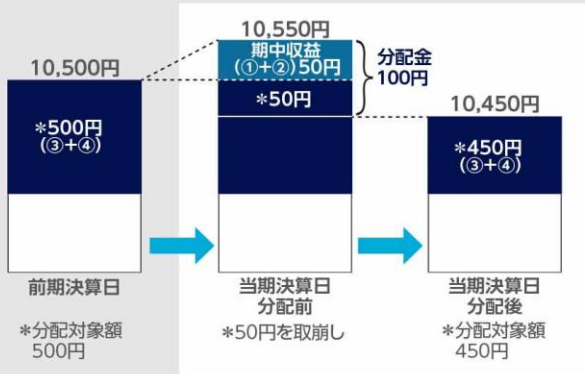 10,500円
*500円
(③+④)
前期決算日
*分配対象額
500円
10,550円
期中収益
(①+②)50円
*50円
分配金
100円
当期決算日
分配前
*50円を取崩し
10,450円
*450円
(③+④)
当期決算日
分配後
*分配対象額
450円